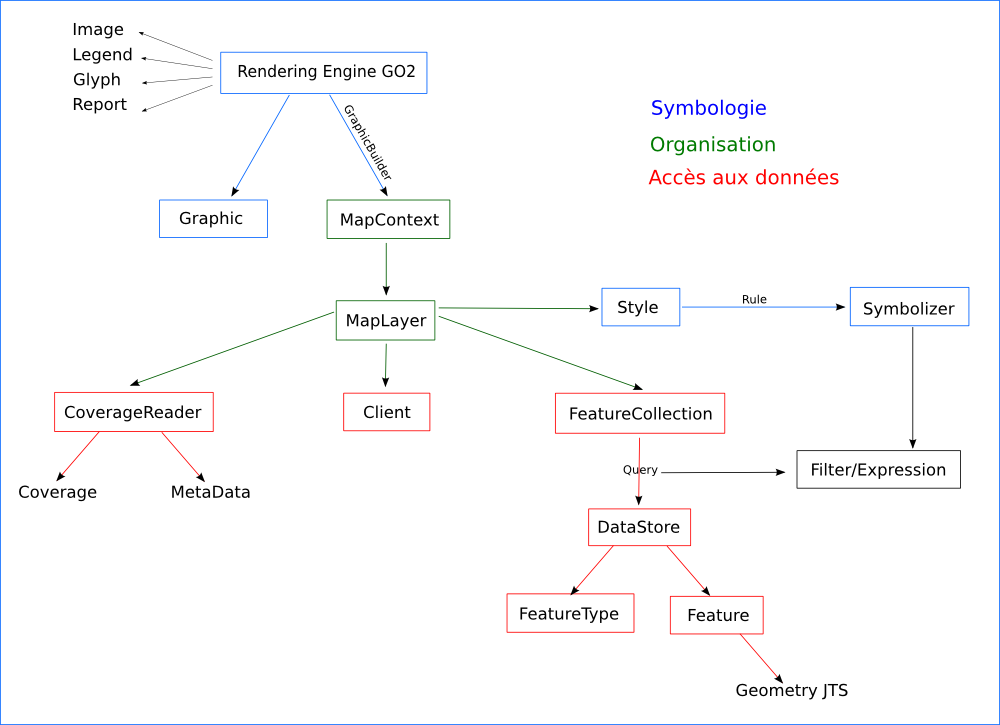 Image
Legend
Glyph
Report
Rendering Engine GO2
GraphicBuilder
Symbologie
Organisation
Accès aux données
Graphic
MapContext
MapLayer
Style
Rule
Symbolizer
CoverageReader
Client
FeatureCollection
Coverage
MetaData
Query
Filter/Expression
DataStore
FeatureType
Feature
Geometry JTS